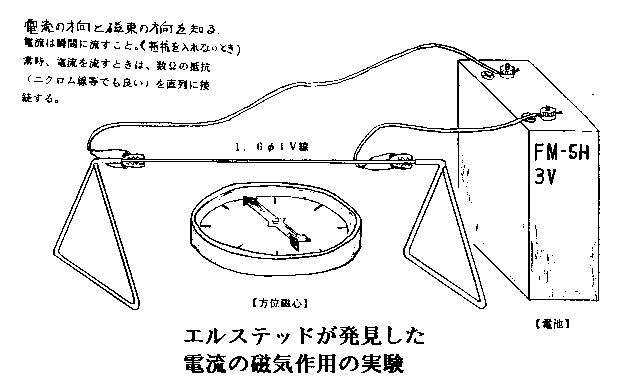 電流の方向と磁束の方向を知る.
電流は瞬間に流すこと。(抵抗を入れないとき)
常時、電流を流すときは、数Ωの抵抗
(ニクロム線等でも良い)を直列に接
続する。
1.6φIV線
FM-5H
3V
【方位磁心】
【電池】
エルステッドが発見した
電流の磁気作用の実験